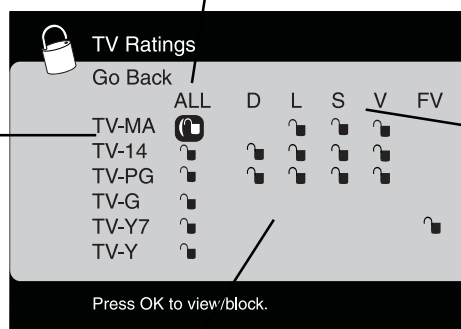 TV Ratings
Go Back
ALL D L S V FV
TV-MA
TV-14
TV-PG
TV-G
TV-Y7
TV-Y
Press OK to view/block.